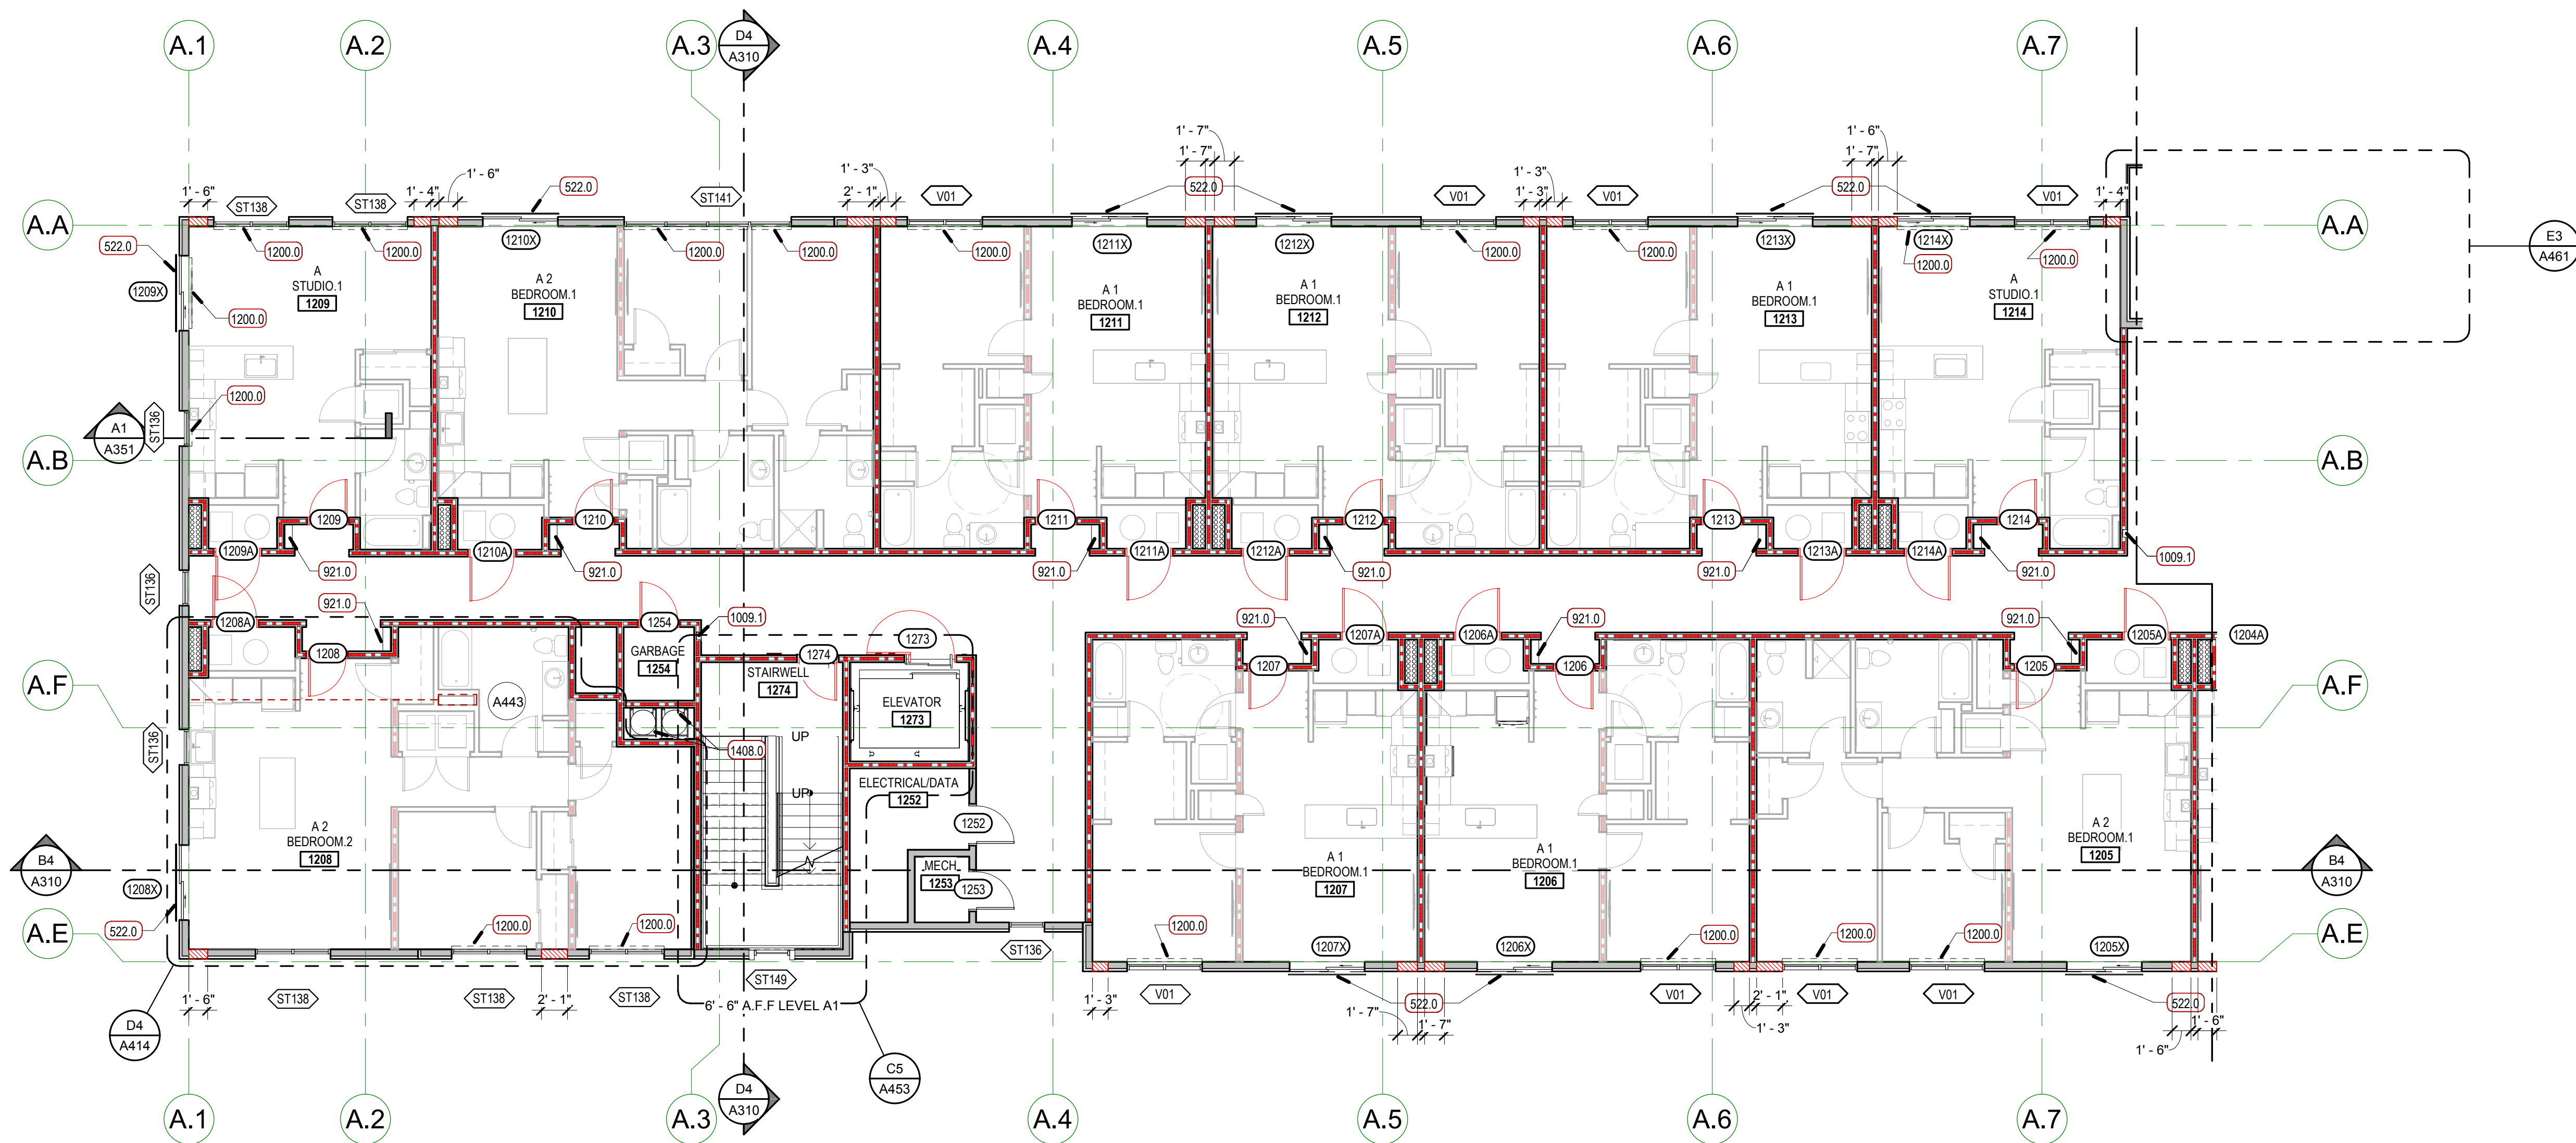 A.1
A.2
A.3
D4
A310
A.4
A.5
A.6
A.7
1' - 7"
1' - 7"
1' - 6"
1' - 7"
1' - 3"
2' - 1"
1' - 3"
1' - 3"
1' - 6"
ST138
ST138
1' - 4"
1' - 6"
522.0
ST141
V01
522.0
V01
V01
522.0
V01
1' - 4"
A.A
A.A
E3
A461
522.0
1200.0
1200.0
1210X
1200.0
1200.0
1200.0
1211X
1212X
1200.0
1200.0
1213X
1214X
1200.0
1200.0
1209X
1200.0
A
STUDIO.1
1209
A 2
BEDROOM.1
1210
A 1
BEDROOM.1
1211
A 1
BEDROOM.1
1212
A 1
BEDROOM.1
1213
A
STUDIO.1
1214
1200.0
ST136
A1
A351
A.B
A.B
1209
1210
1211
1212
1213
1214
1209A
1210A
1211A
1212A
1213A
1214A
921.0
921.0
921.0
921.0
921.0
921.0
1009.1
ST136
921.0
1009.1
1208A
1254
1273
921.0
1207A
1206A
921.0
921.0
1205A
1204A
1208
GARBAGE
1254
1274
STAIRWELL
1274
1207
1206
1205
A.F
A.F
A443
ELEVATOR
1273
ST136
1408.0
UP
UP
ELECTRICAL/DATA
1252
1252
A 2
BEDROOM.2
1208
MECH.
1253
1253
A 1
BEDROOM.1
1207
A 1
BEDROOM.1
1206
A 2
BEDROOM.1
1205
B4
A310
B4
A310
1208X
522.0
A.E
A.E
1200.0
1200.0
ST136
1200.0
1207X
1206X
1200.0
1200.0
1200.0
1205X
ST149
1' - 6"
ST138
ST138
2' - 1"
ST138
6' - 6" A.F.F LEVEL A1
1' - 3"
V01
522.0
V01
2' - 1"
V01
V01
522.0
1' - 7"
1' - 7"
1' - 3"
1' - 6"
1' - 6"
D4
A414
C5
A453
D4
A310
A.1
A.2
A.3
A.4
A.5
A.6
A.7